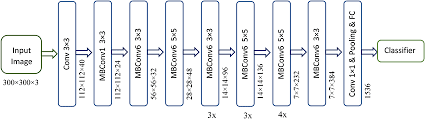 Input
Image
300×300×3
Conv 3×3
112×112×40
MBConv1 3×3
112×112×24
MBConv6 3×3
56×56×32
MBConv6 5×5
28×28×48
MBConv6 3×3
3x
14×14×96
MBConv6 5×5
3x
14×14×136
MBConv6 5×5
4x
7×7×232
MBConv6 3×3
7×7×384
Conv 1×1 & Pooling & FC
1536
Classifier